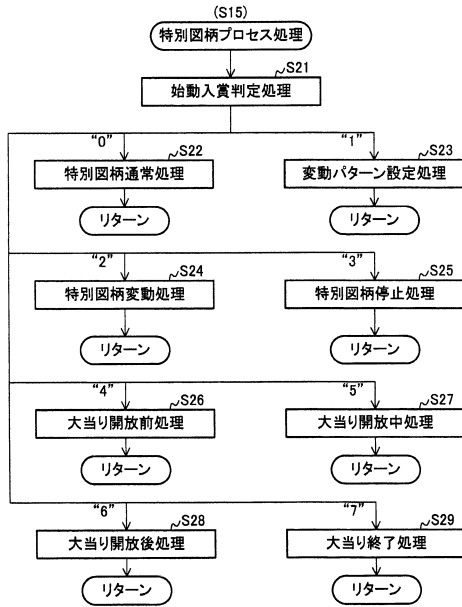 (S15)
特別図柄プロセス処理
S21
始動入賞判定処理
“0”
“1”
S22
S23
特別図柄通常処理
変動パターン設定処理
リターン
リターン
“2”
“3”
S24
S25
特別図柄変動処理
特別図柄停止処理
リターン
リターン
“4”
“5”
S26
S27
大当り開放前処理
大当り開放中処理
リターン
リターン
“6”
“7”
S28
S29
大当り開放後処理
大当り終了処理
リターン
リターン